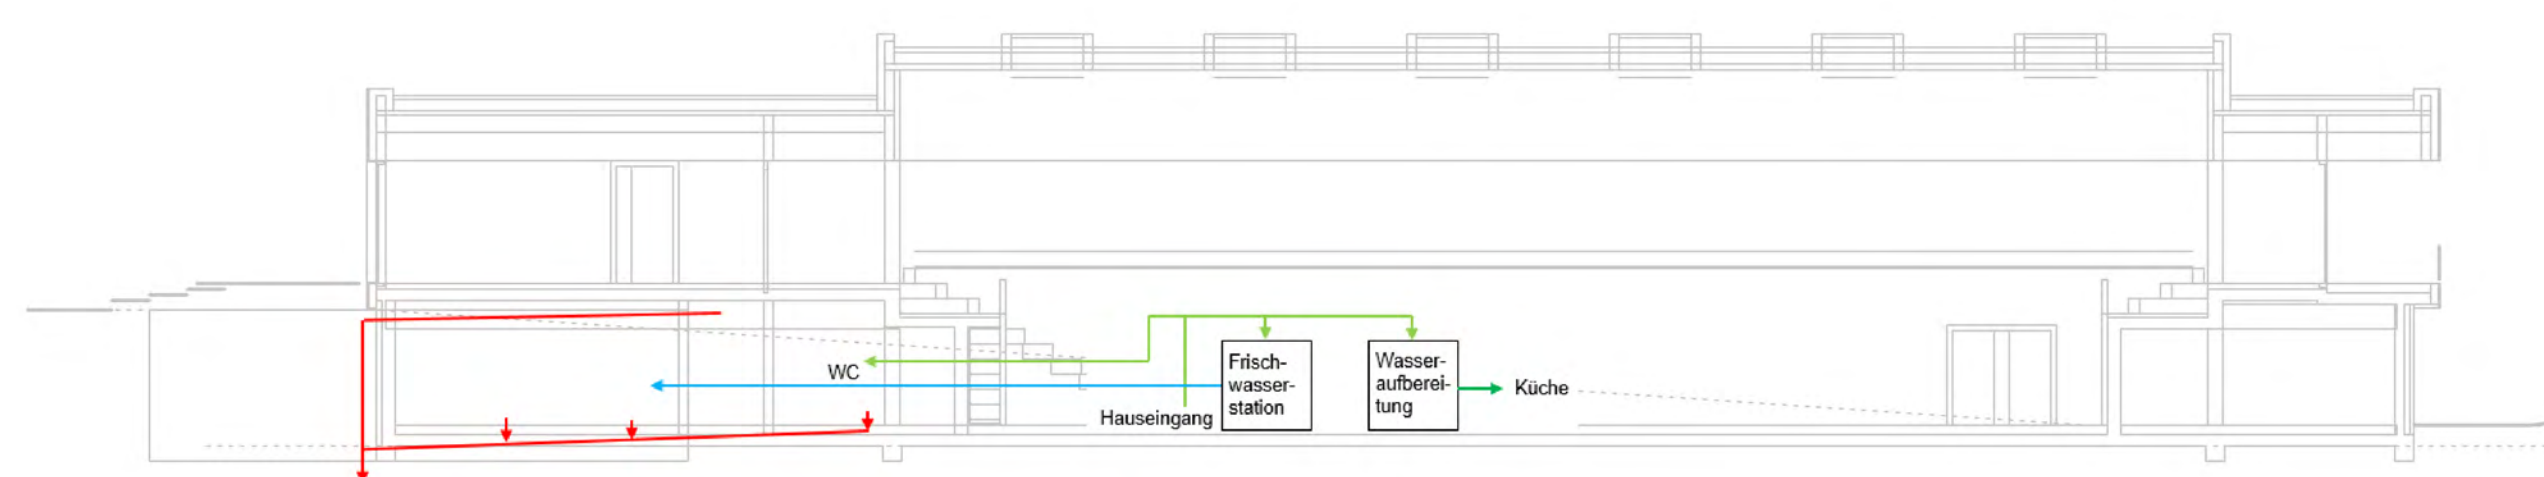 WC
Hauseingang
Frisch-
wasser-
station
Wasser-
aufberei-
tung
Küche